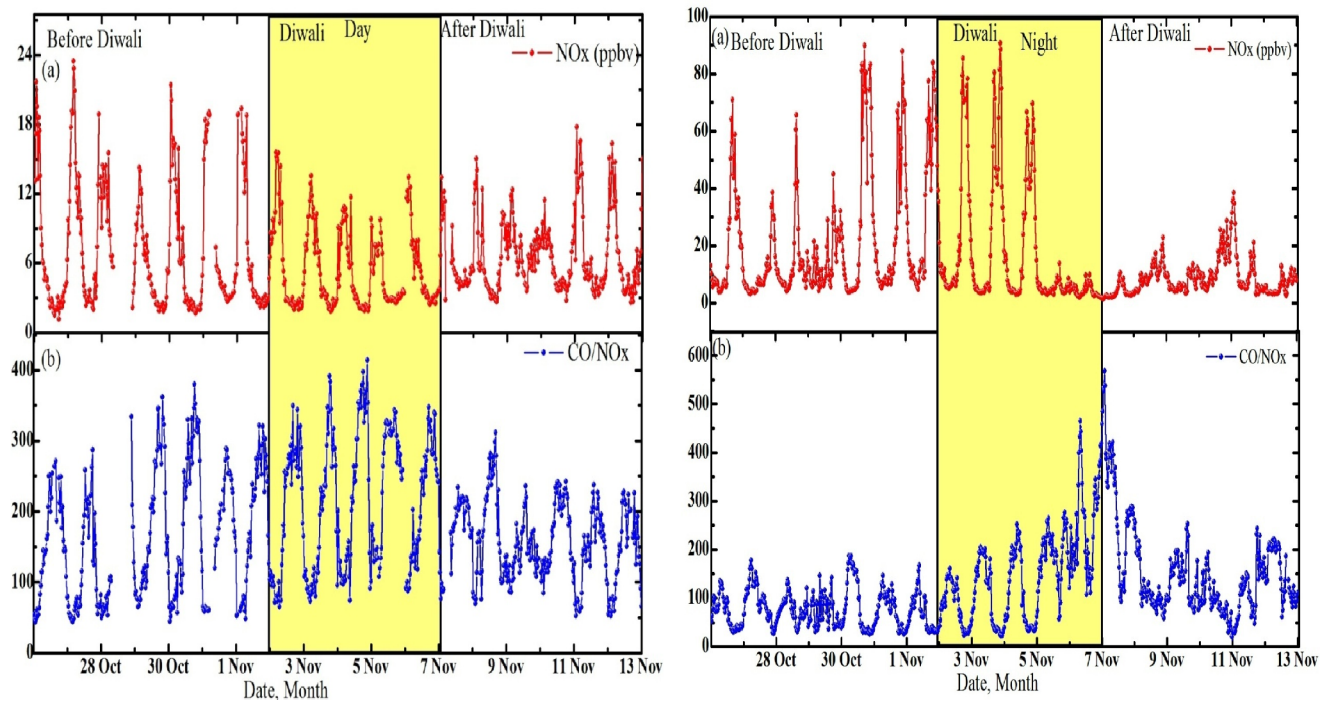 Before Diwali
Diwali Day
After Diwali
(a)
NOx (ppbv)
24
18
12
6
0
(b)
CO/NOx
400
300
200
100
0
28 Oct 30 Oct 1 Nov 3 Nov 5 Nov 7 Nov 9 Nov 11 Nov 13 Nov
Date, Month
(a)
Before Diwali
Diwali Night
After Diwali
NOx (ppbv)
100
80
60
40
20
0
(b)
CO/NOx
600
500
400
300
200
100
0
28 Oct 30 Oct 1 Nov 3 Nov 5 Nov 7 Nov 9 Nov 11 Nov 13 Nov
Date, Month